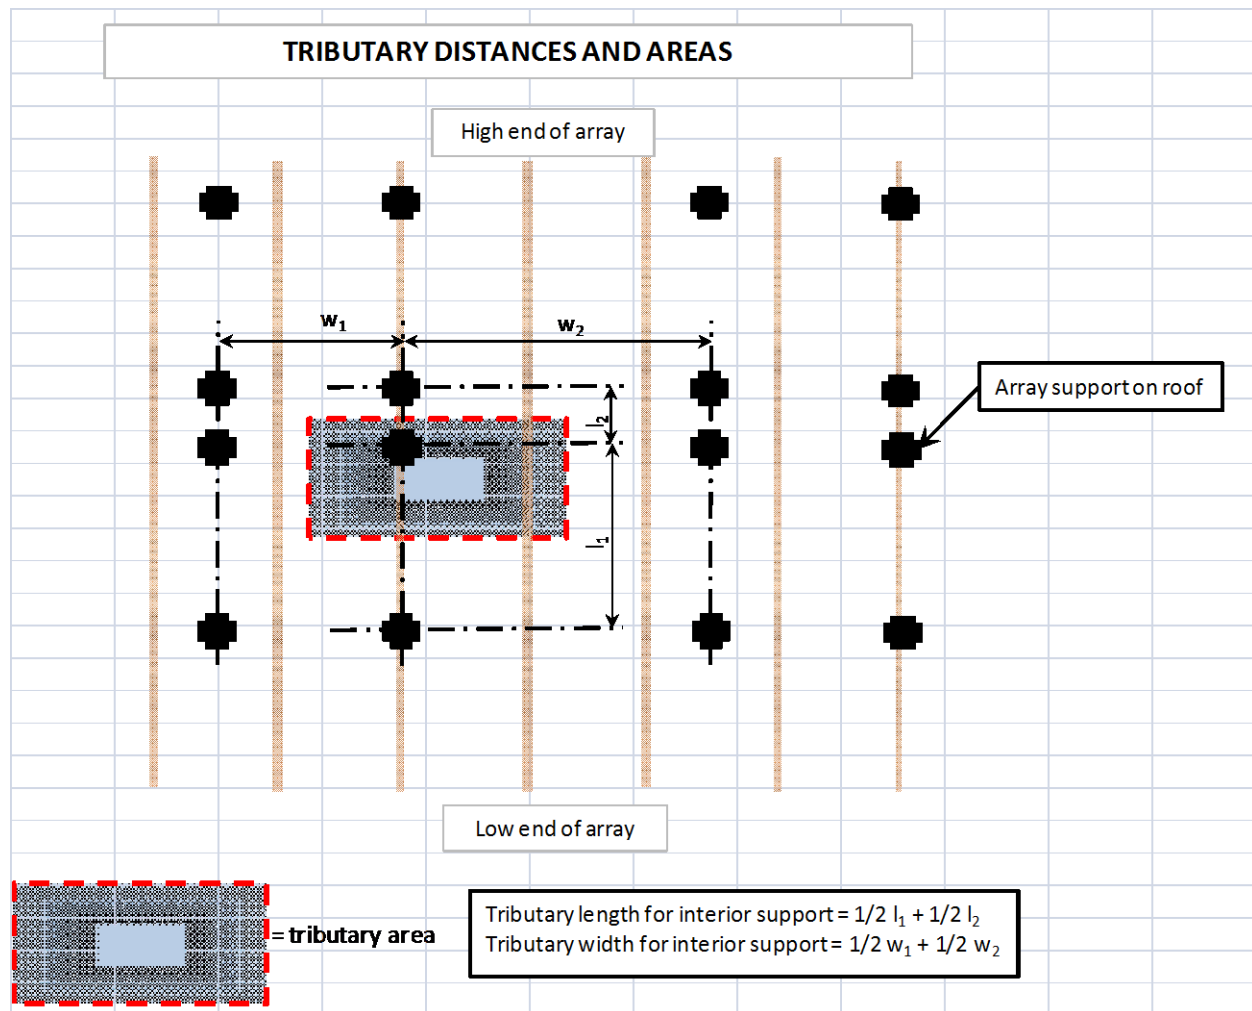 TRIBUTARY DISTANCES AND AREAS
High end of array
w₁
w₂
l₂
Array support on roof
l₁
Low end of array
= tributary area
Tributary length for interior support = 1/2 l₁ + 1/2 l₂
Tributary width for interior support = 1/2 w₁ + 1/2 w₂